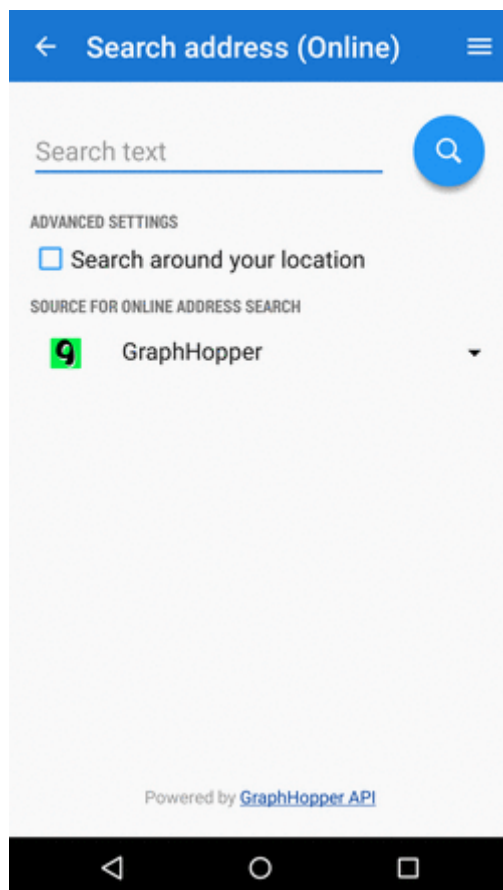 Search address (Online)
Search text
ADVANCED SETTINGS
Search around your location
SOURCE FOR ONLINE ADDRESS SEARCH
GraphHopper
Powered by GraphHopper API